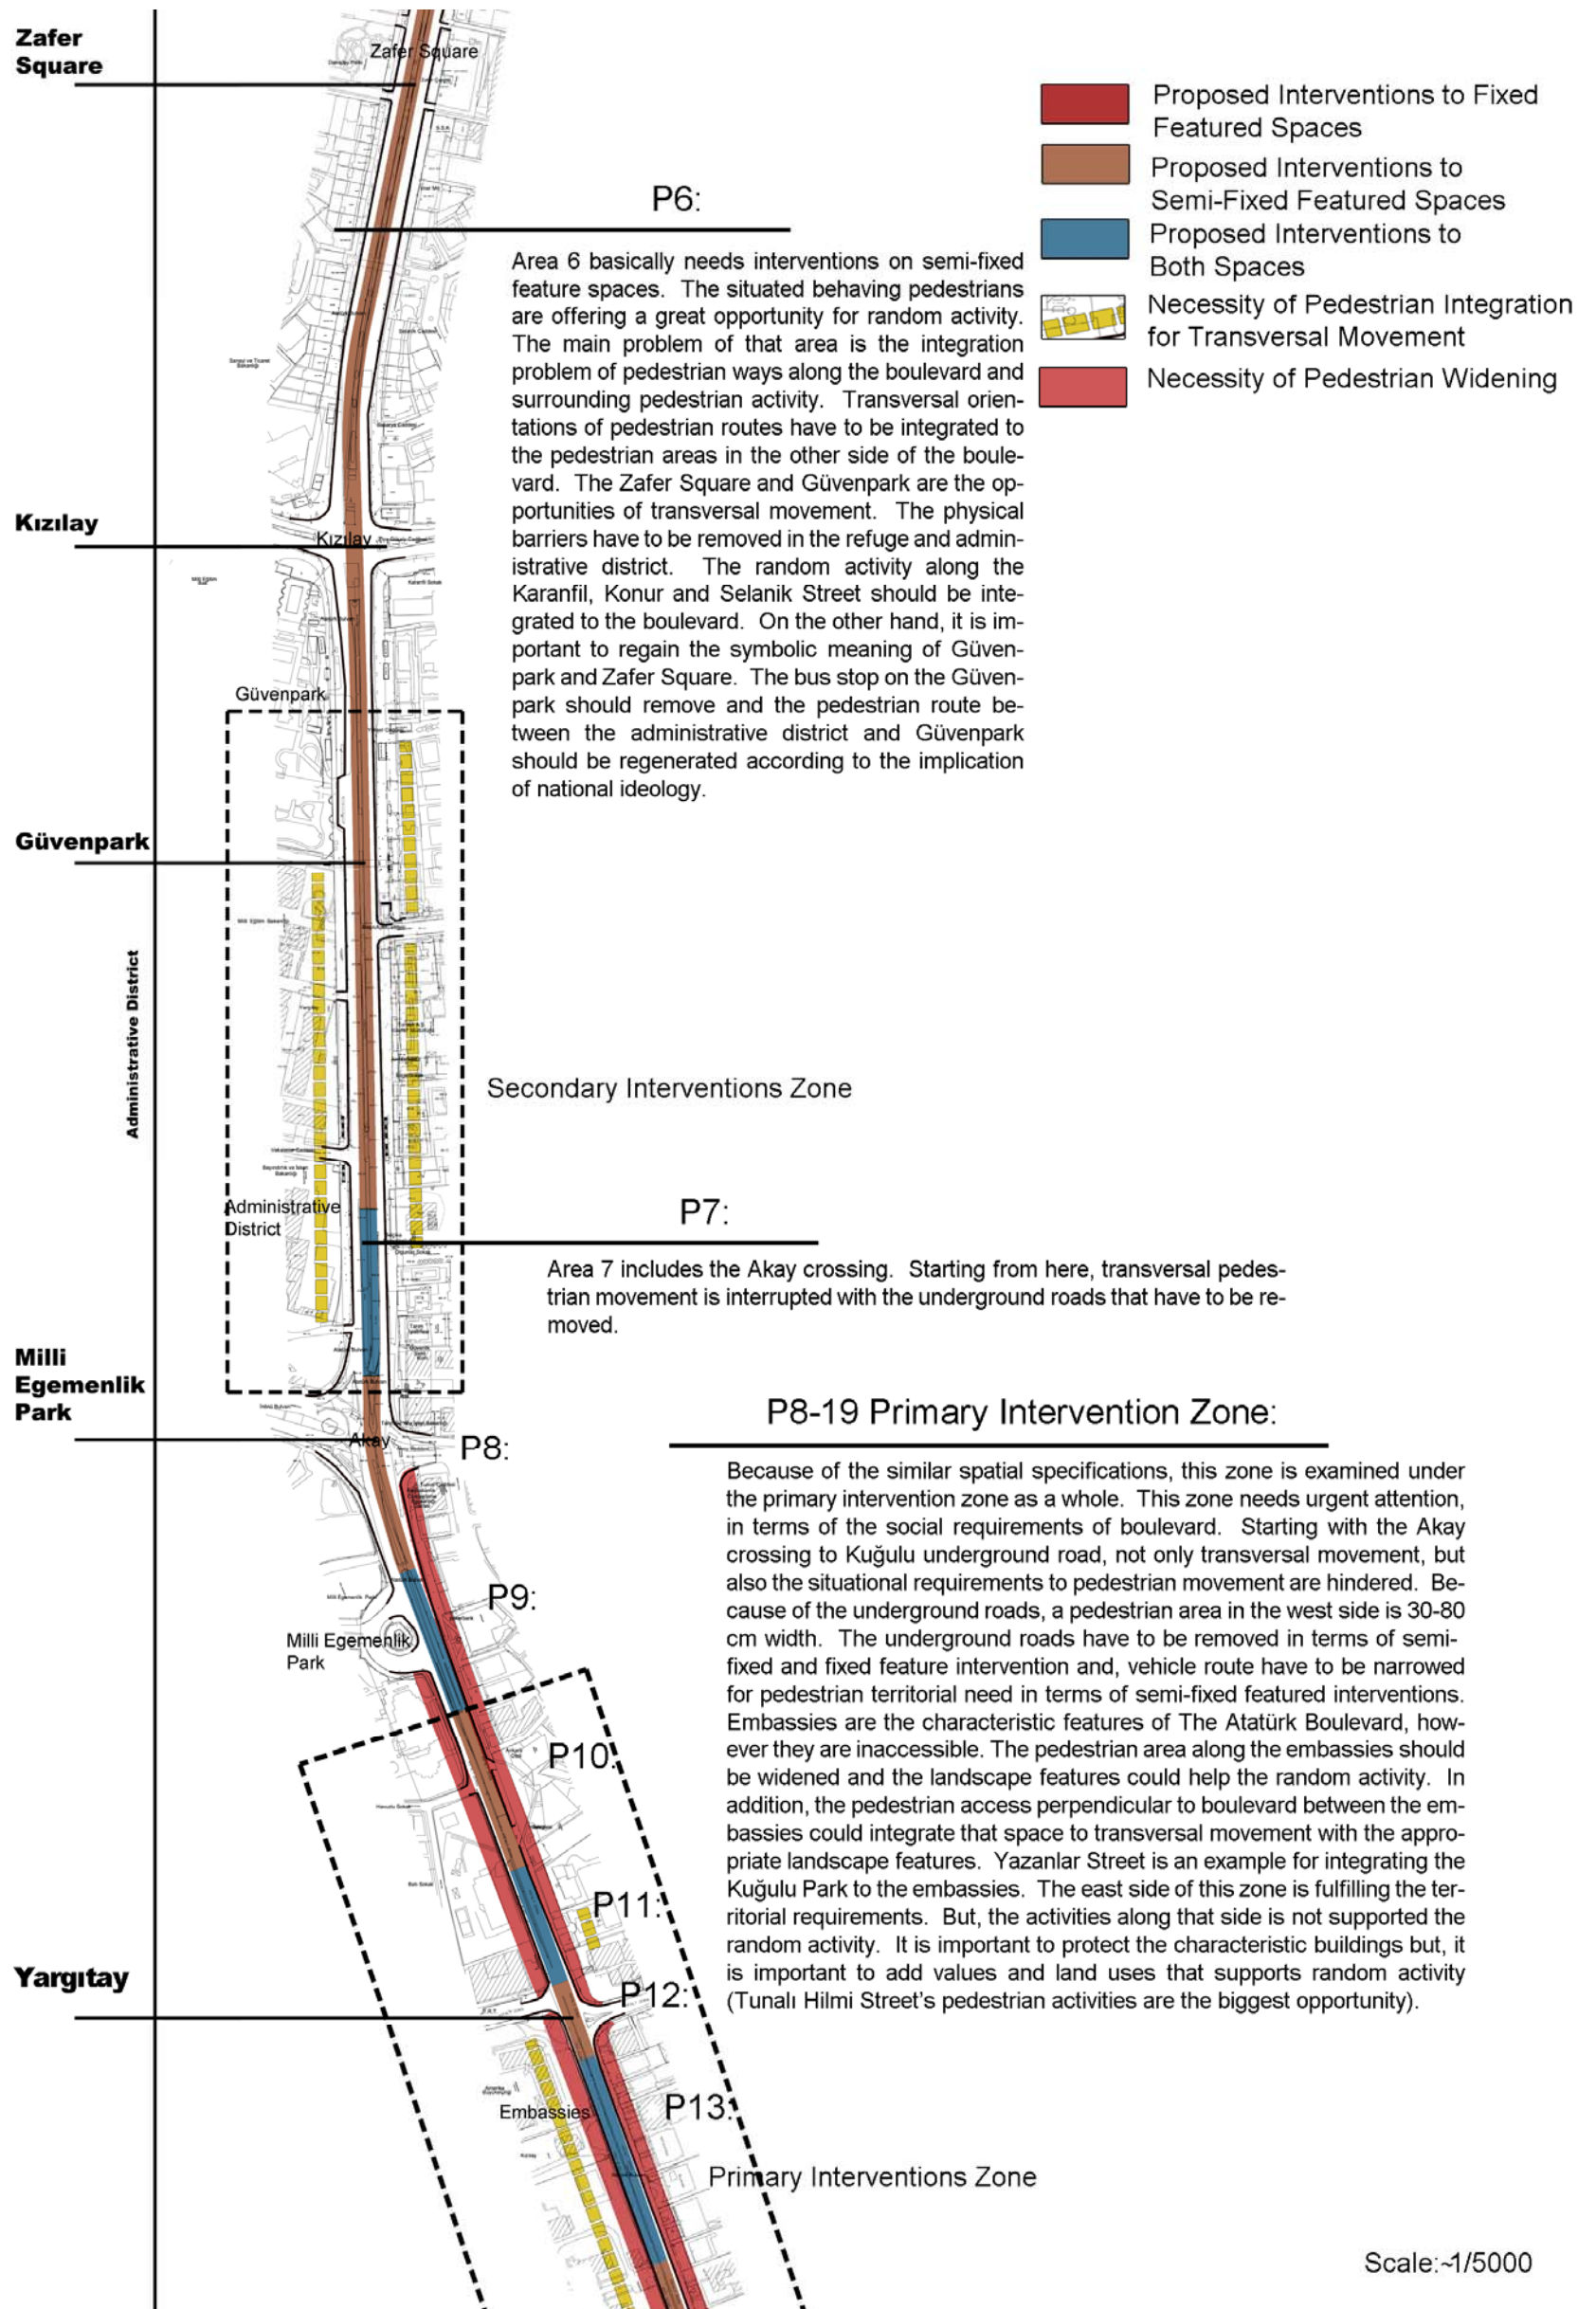 Zafer
Square
Zafer Square
Proposed Interventions to Fixed
Featured Spaces
Proposed Interventions to
Semi-Fixed Featured Spaces
Proposed Interventions to
Both Spaces
Necessity of Pedestrian Integration
for Transversal Movement
Necessity of Pedestrian Widening
P6:
Area 6 basically needs interventions on semi-fixed
feature spaces. The situated behaving pedestrians
are offering a great opportunity for random activity.
The main problem of that area is the integration
problem of pedestrian ways along the boulevard and
surrounding pedestrian activity. Transversal orien-
tations of pedestrian routes have to be integrated to
the pedestrian areas in the other side of the boule-
vard. The Zafer Square and Güvenpark are the op-
portunities of transversal movement. The physical
barriers have to be removed in the refuge and admin-
istrative district. The random activity along the
Karanfil, Konur and Selanik Street should be inte-
grated to the boulevard. On the other hand, it is im-
portant to regain the symbolic meaning of Güven-
park and Zafer Square. The bus stop on the Güven-
park should remove and the pedestrian route be-
tween the administrative district and Güvenpark
should be regenerated according to the implication
of national ideology.
Kızılay
Kızılay
Güvenpark
Güvenpark
Administrative District
Secondary Interventions Zone
Administrative
District
P7:
Area 7 includes the Akay crossing. Starting from here, transversal pedes-
trian movement is interrupted with the underground roads that have to be re-
moved.
Milli
Egemenlik
Park
Akay
P8:
P8-19 Primary Intervention Zone:
Because of the similar spatial specifications, this zone is examined under
the primary intervention zone as a whole. This zone needs urgent attention,
in terms of the social requirements of boulevard. Starting with the Akay
crossing to Kuğulu underground road, not only transversal movement, but
also the situational requirements to pedestrian movement are hindered. Be-
cause of the underground roads, a pedestrian area in the west side is 30-80
cm width. The underground roads have to be removed in terms of semi-
fixed and fixed feature intervention and, vehicle route have to be narrowed
for pedestrian territorial need in terms of semi-fixed featured interventions.
Embassies are the characteristic features of The Atatürk Boulevard, how-
ever they are inaccessible. The pedestrian area along the embassies should
be widened and the landscape features could help the random activity. In
addition, the pedestrian access perpendicular to boulevard between the em-
bassies could integrate that space to transversal movement with the appro-
priate landscape features. Yazanlar Street is an example for integrating the
Kuğulu Park to the embassies. The east side of this zone is fulfilling the ter-
ritorial requirements. But, the activities along that side is not supported the
random activity. It is important to protect the characteristic buildings but, it
is important to add values and land uses that supports random activity
(Tunalı Hilmi Street's pedestrian activities are the biggest opportunity).
P9:
Milli Egemenlik
Park
P10:
P11:
Yargıtay
P12:
Embassies
P13:
Primary Interventions Zone
Scale:~1/5000